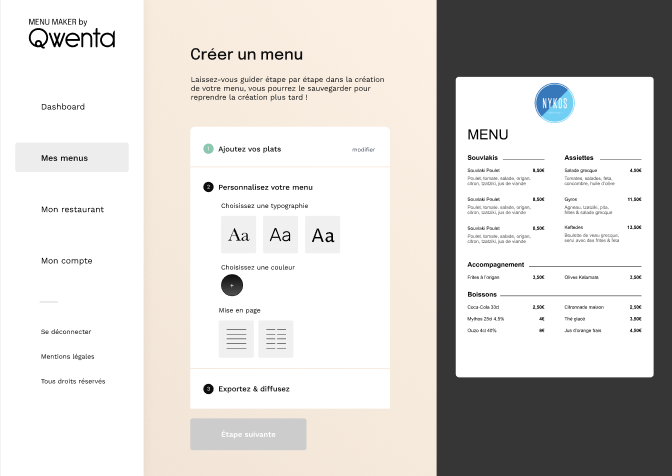 MENU MAKER by
Qwenta
Dashboard
Mes menus
Mon restaurant
Mon compte
Se déconnecter
Mentions légales
Tous droits réservés
Créer un menu
Laissez-vous guider étape par étape dans la création
de votre menu, vous pourrez le sauvegarder pour
reprendre la création plus tard !
1 Ajoutez vos plats modifier
2 Personnalisez votre menu
Choisissez une typographie
Aa Aa Aa
Choisissez une couleur
+
Mise en page
3 Exportez & diffusez
Étape suivante
NYKOS
MENU
Souvlakis
Souvlaki Poulet 8,50€
Poulet, tomate, salade, origan,
citron, tzatziki, jus de viande
Souvlaki Poulet 8,50€
Poulet, tomate, salade, origan,
citron, tzatziki, jus de viande
Souvlaki Poulet 8,50€
Poulet, tomate, salade, origan,
citron, tzatziki, jus de viande
Assiettes
Salade grecque 4,50€
Tomates, salades, feta,
concombre, huile d'olive
Gyros 11,50€
Agneau, tzatziki, pita,
frites & salade grecque
Keftedes 13,50€
Boulette de veau grecque,
servi avec des frites & feta
Accompagnement
Frites à l'origan 3,50€ Olives Kalamata 3,50€
Boissons
Coca-Cola 33cl 2,50€ Citronnade maison 2,50€
Mythos 25cl 4,5% 4€ Thé glacé 3,50€
Ouzo 4cl 40% 8€ Jus d'orange frais 4,50€